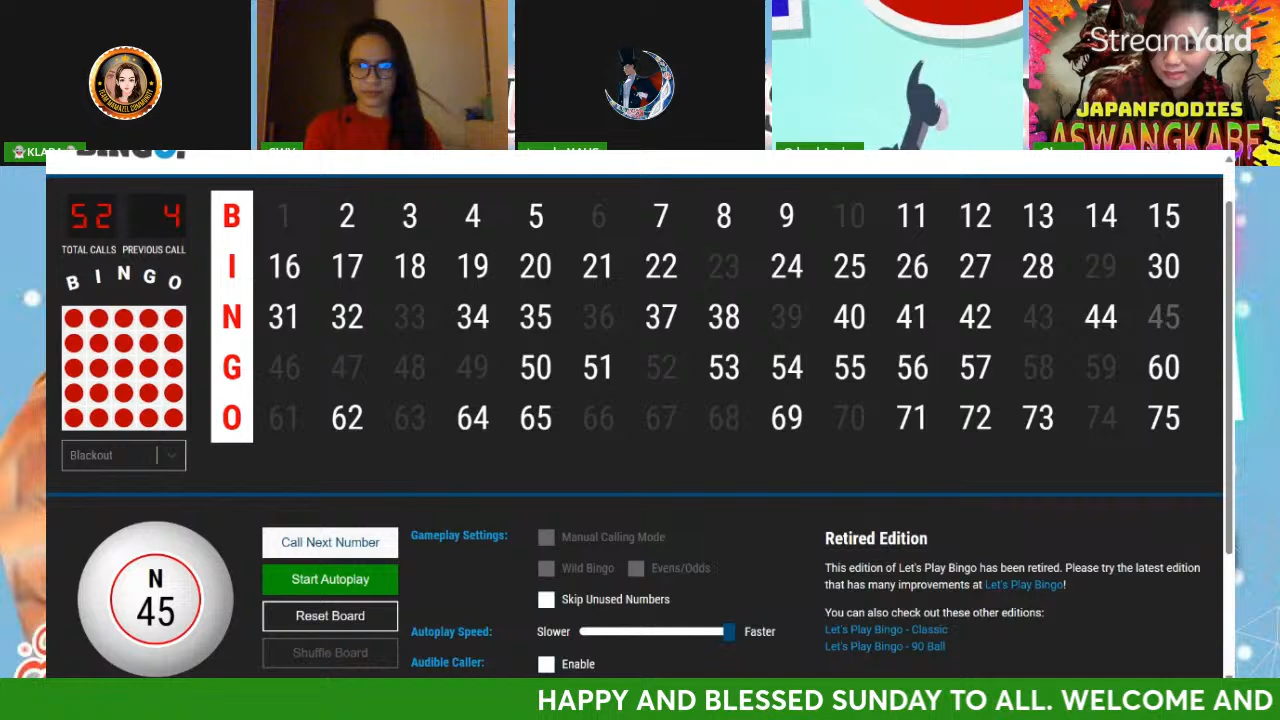 StreamYard
TEAM MAMAZEL COMMUNITY
JAPANFOODIES
KLARA
BINGO!
52 4
TOTAL CALLS PREVIOUS CALL
B I N G O
B 1 2 3 4 5 6 7 8 9 10 11 12 13 14 15
I 16 17 18 19 20 21 22 23 24 25 26 27 28 29 30
N 31 32 33 34 35 36 37 38 39 40 41 42 43 44 45
G 46 47 48 49 50 51 52 53 54 55 56 57 58 59 60
O 61 62 63 64 65 66 67 68 69 70 71 72 73 74 75
Blackout
N
45
Call Next Number
Start Autoplay
Reset Board
Shuffle Board
Gameplay Settings:
Manual Calling Mode
Wild Bingo Evens/Odds
Skip Unused Numbers
Autoplay Speed: Slower Faster
Audible Caller: Enable
Retired Edition
This edition of Let's Play Bingo has been retired. Please try the latest edition
that has many improvements at Let's Play Bingo!
You can also check out these other editions:
Let's Play Bingo - Classic
Let's Play Bingo - 90 Ball
HAPPY AND BLESSED SUNDAY TO ALL. WELCOME AND